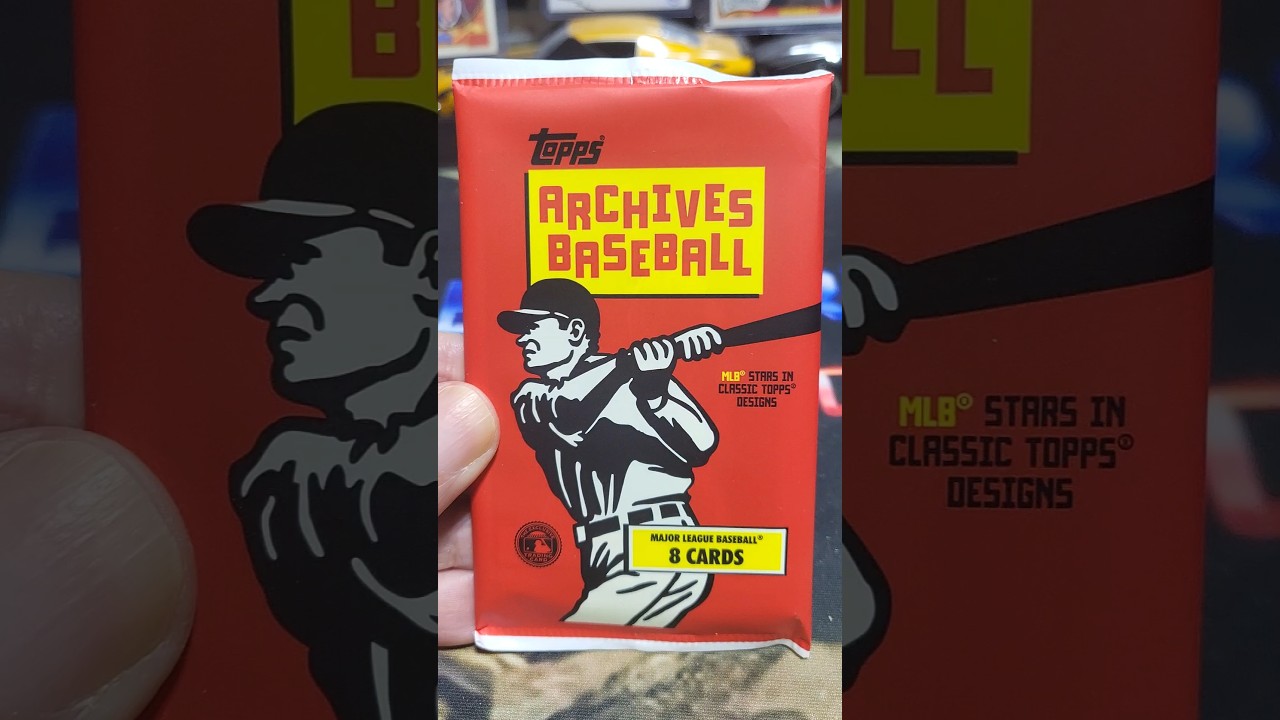 Topps®
ARCHIVES
BASEBALL
MLB® STARS IN
CLASSIC TOPPS®
DESIGNS
MAJOR LEAGUE BASEBALL®
8 CARDS
MLB® STARS IN
CLASSIC TOPPS®
DESIGNS